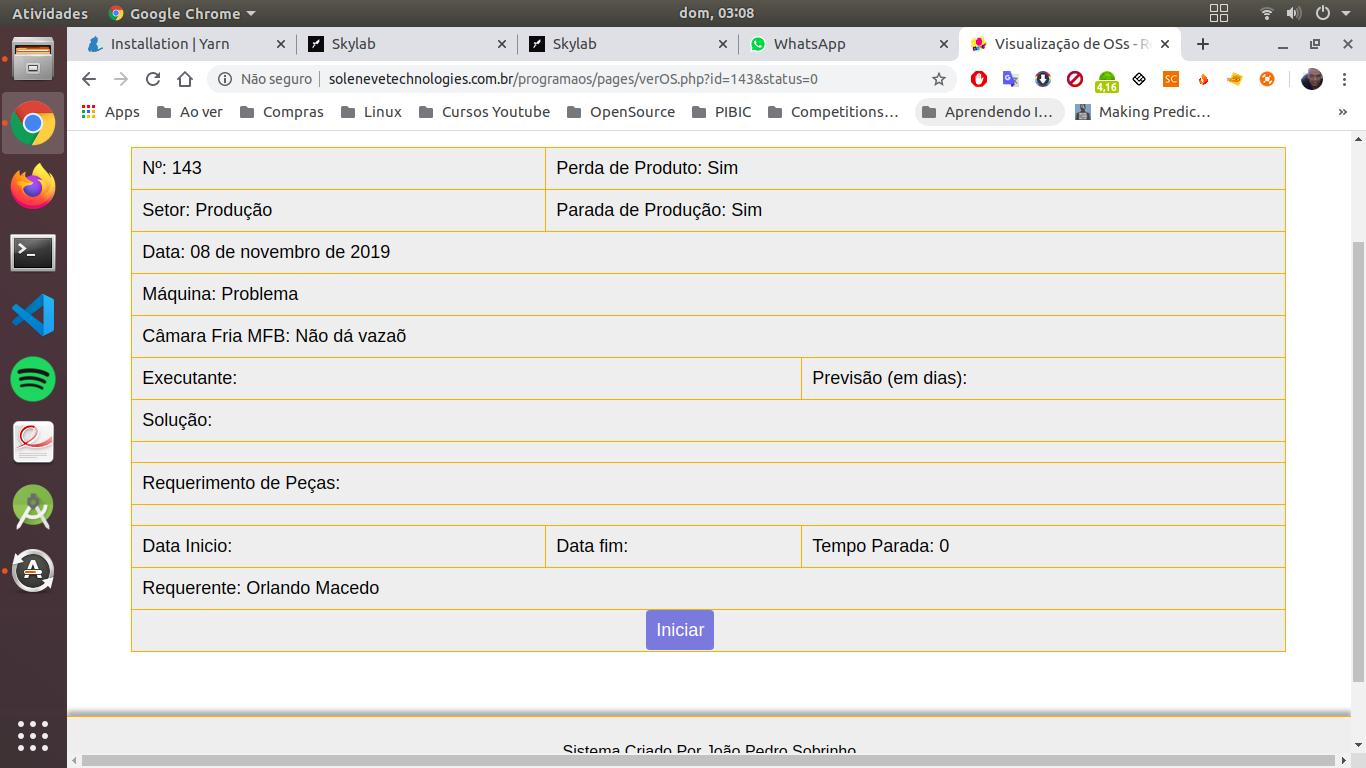 Atividades Google Chrome dom, 03:08
Installation | Yarn Skylab Skylab WhatsApp Visualização de OSs - R
Não seguro solenevetechnologies.com.br/programaos/pages/verOS.php?id=143&status=0 4.16 SC
Apps Ao ver Compras Linux Cursos Youtube OpenSource PIBIC Competitions… Aprendendo I… Making Predic… »
Nº: 143 Perda de Produto: Sim
Setor: Produção Parada de Produção: Sim
Data: 08 de novembro de 2019
Máquina: Problema
Câmara Fria MFB: Não dá vazaõ
Executante: Previsão (em dias):
Solução:
Requerimento de Peças:
Data Inicio: Data fim: Tempo Parada: 0
Requerente: Orlando Macedo
Iniciar
Sistema Criado Por João Pedro Sobrinho